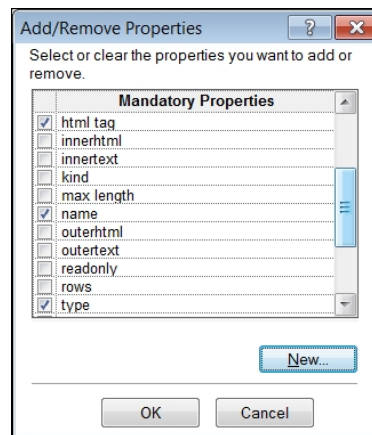 Add/Remove Properties
Select or clear the properties you want to add or
remove.
Mandatory Properties
html tag
innerhtml
innertext
kind
max length
name
outerhtml
outertext
readonly
rows
type
New...
OK
Cancel